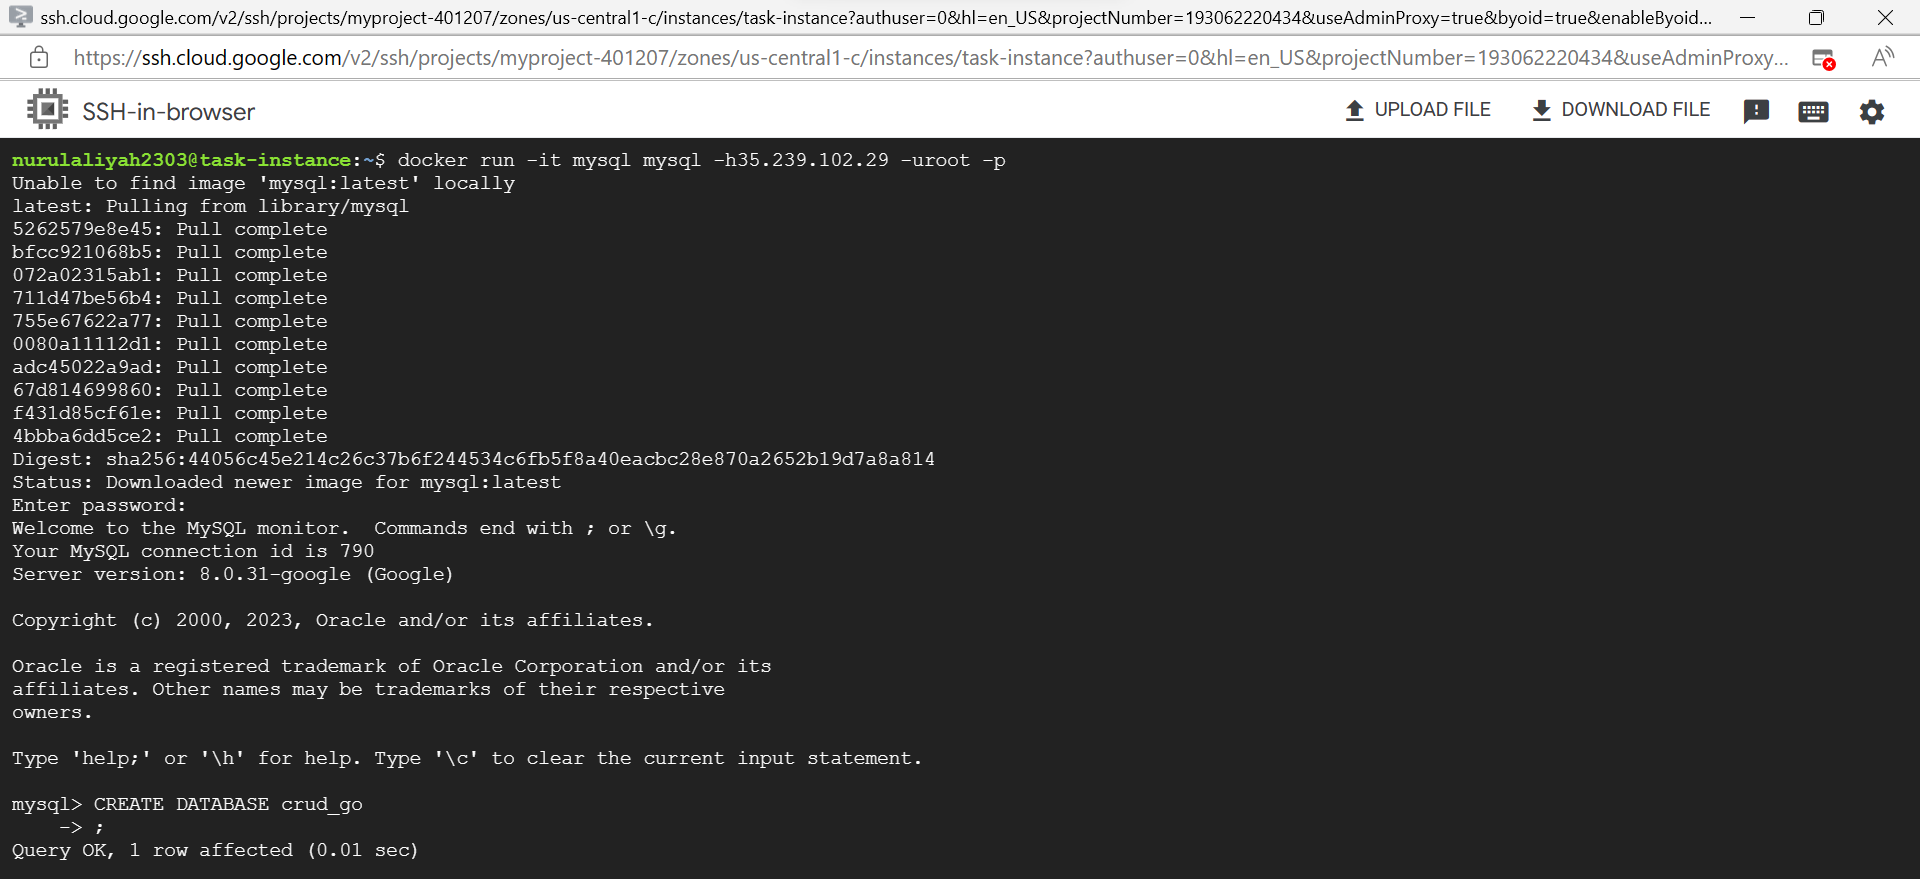 ssh.cloud.google.com/v2/ssh/projects/myproject-401207/zones/us-central1-c/instances/task-instance?authuser=0&hl=en_US&projectNumber=193062220434&useAdminProxy=true&byoid=true&enableByoid...
https://ssh.cloud.google.com/v2/ssh/projects/myproject-401207/zones/us-central1-c/instances/task-instance?authuser=0&hl=en_US&projectNumber=193062220434&useAdminProxy...
SSH-in-browser UPLOAD FILE DOWNLOAD FILE
nurulaliyah2303@task-instance:~$ docker run -it mysql mysql -h35.239.102.29 -uroot -p
Unable to find image 'mysql:latest' locally
latest: Pulling from library/mysql
5262579e8e45: Pull complete
bfcc921068b5: Pull complete
072a02315ab1: Pull complete
711d47be56b4: Pull complete
755e67622a77: Pull complete
0080a11112d1: Pull complete
adc45022a9ad: Pull complete
67d814699860: Pull complete
f431d85cf61e: Pull complete
4bbba6dd5ce2: Pull complete
Digest: sha256:44056c45e214c26c37b6f244534c6fb5f8a40eacbc28e870a2652b19d7a8a814
Status: Downloaded newer image for mysql:latest
Enter password:
Welcome to the MySQL monitor.  Commands end with ; or \g.
Your MySQL connection id is 790
Server version: 8.0.31-google (Google)
Copyright (c) 2000, 2023, Oracle and/or its affiliates.
Oracle is a registered trademark of Oracle Corporation and/or its
affiliates. Other names may be trademarks of their respective
owners.
Type 'help;' or '\h' for help. Type '\c' to clear the current input statement.
mysql> CREATE DATABASE crud_go
    -> ;
Query OK, 1 row affected (0.01 sec)